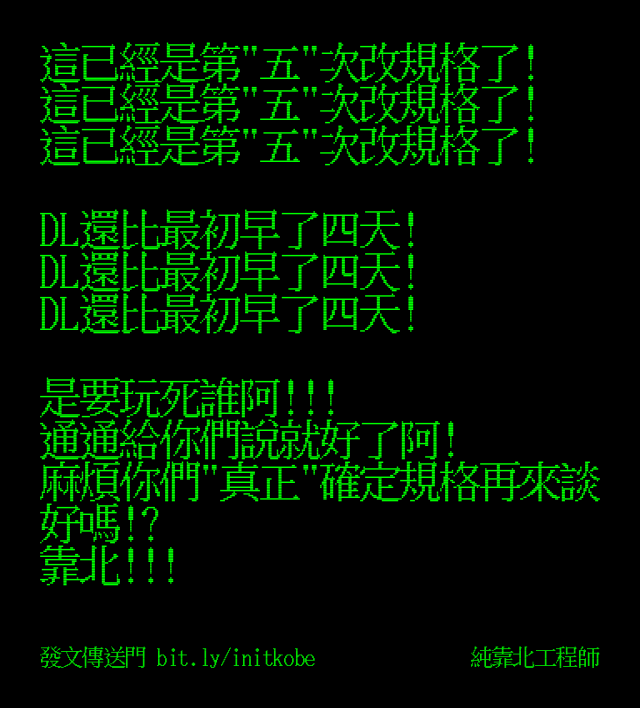 這已經是第"五"次改規格了!
這已經是第"五"次改規格了!
這已經是第"五"次改規格了!
DL還比最初早了四天!
DL還比最初早了四天!
DL還比最初早了四天!
是要玩死誰阿!!!
通通給你們說就好了阿!
麻煩你們"真正"確定規格再來談
好嗎!?
靠北!!!
發文傳送門 bit.ly/initkobe
純靠北工程師